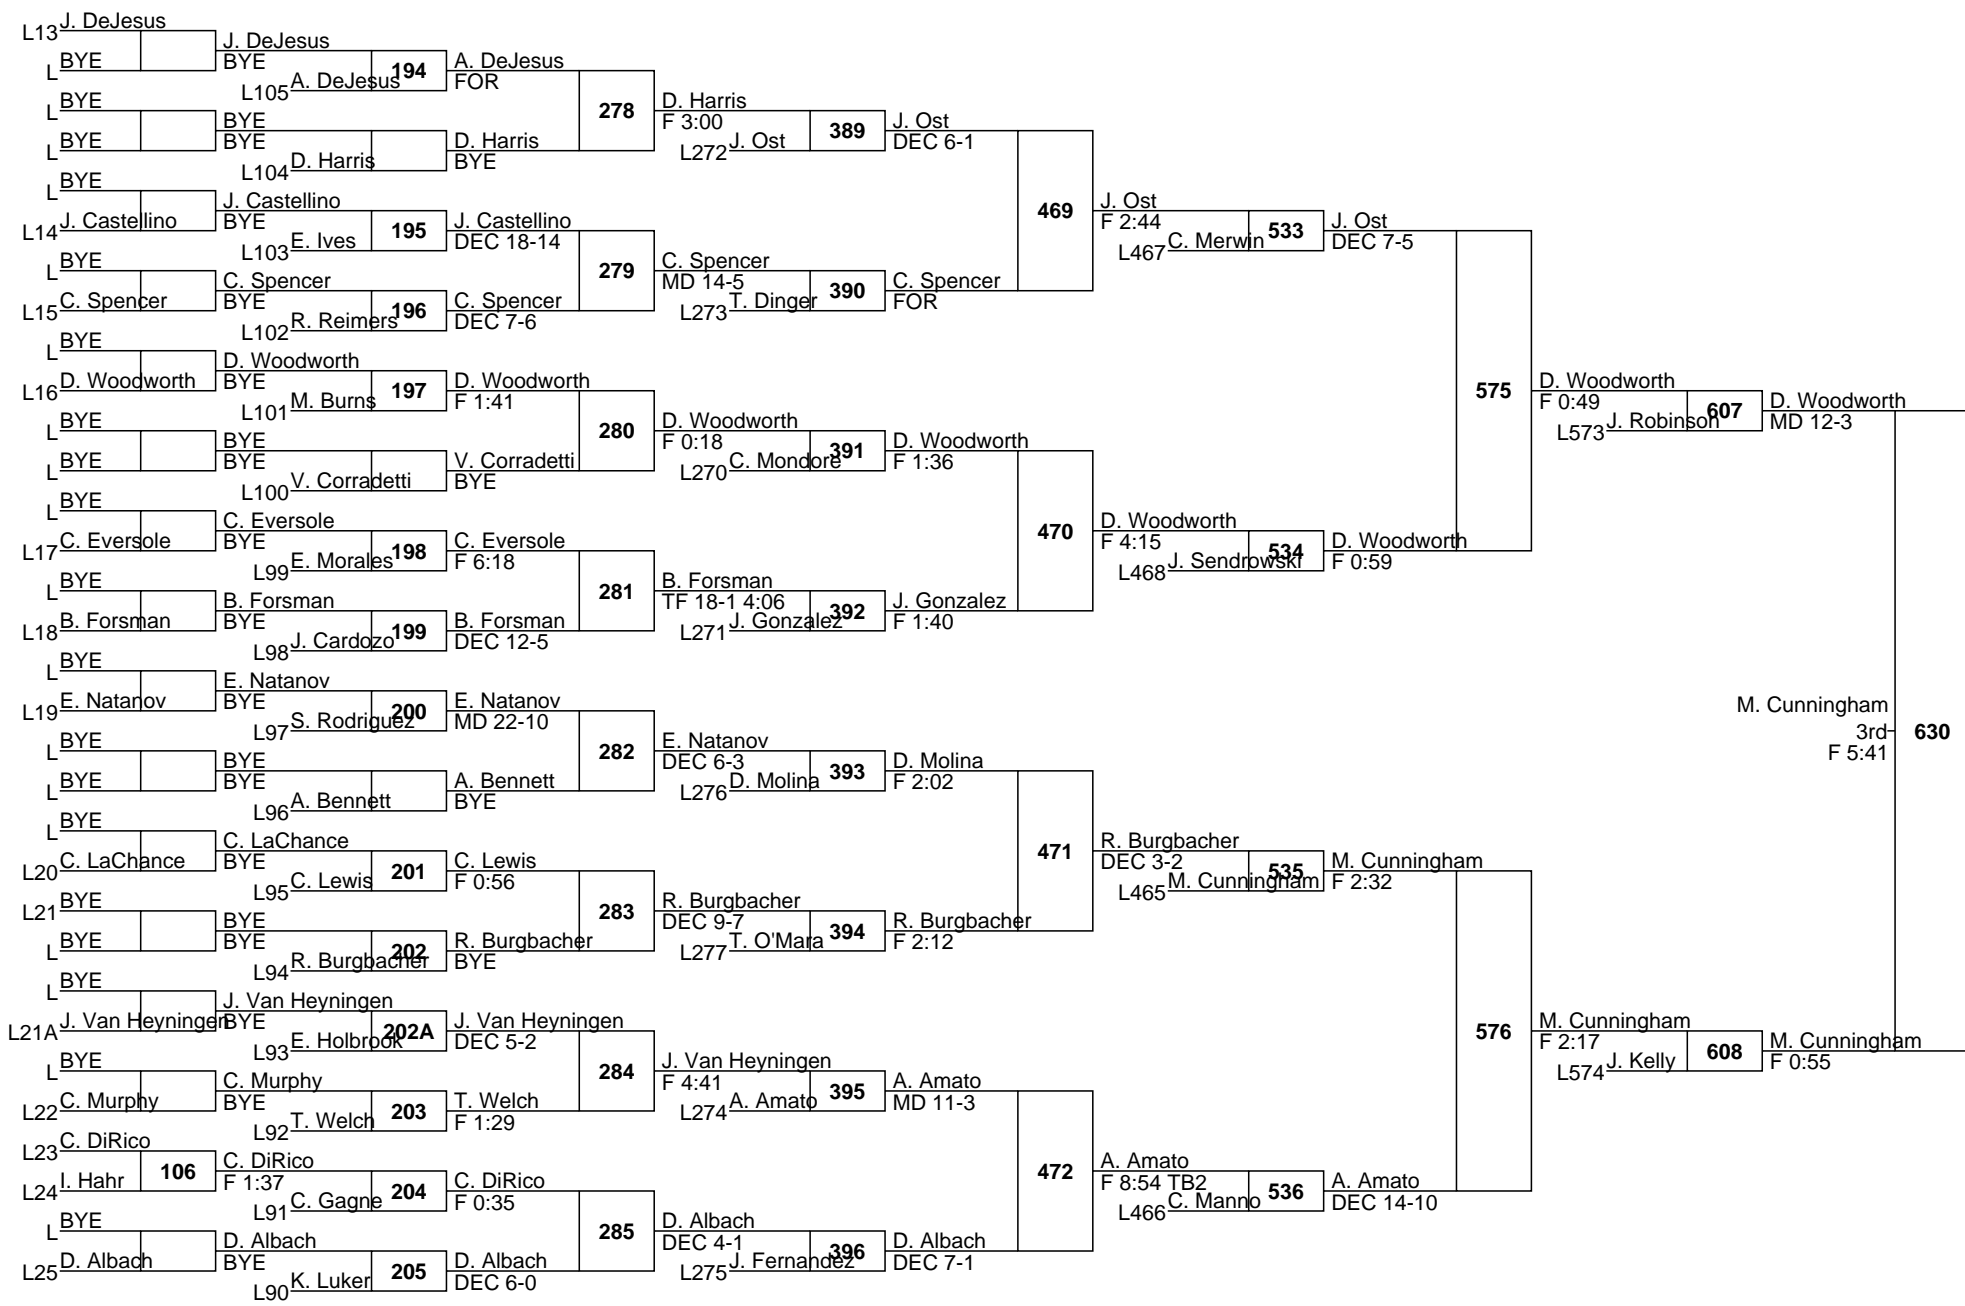 L13 J. DeJesus
L BYE
J. DeJesus
BYE
L105 A. DeJesus
194
A. DeJesus
FOR
L BYE
L BYE
BYE
BYE
L104 D. Harris
D. Harris
BYE
278
D. Harris
F 3:00
L272 J. Ost
389
J. Ost
DEC 6-1
L BYE
L14 J. Castellino
J. Castellino
BYE
L103 E. Ives
195
J. Castellino
DEC 18-14
L BYE
L15 C. Spencer
C. Spencer
BYE
L102 R. Reimers
196
C. Spencer
DEC 7-6
279
C. Spencer
MD 14-5
L273 T. Dinger
390
C. Spencer
FOR
469
J. Ost
F 2:44
L467 C. Merwin
533
J. Ost
DEC 7-5
L BYE
L16 D. Woodworth
D. Woodworth
BYE
L101 M. Burns
197
D. Woodworth
F 1:41
L BYE
L BYE
BYE
BYE
L100 V. Corradetti
V. Corradetti
BYE
280
D. Woodworth
F 0:18
L270 C. Mondore
391
D. Woodworth
F 1:36
L BYE
L17 C. Eversole
C. Eversole
BYE
L99 E. Morales
198
C. Eversole
F 6:18
L BYE
L18 B. Forsman
B. Forsman
BYE
L98 J. Cardozo
199
B. Forsman
DEC 12-5
281
B. Forsman
TF 18-1 4:06
L271 J. Gonzalez
392
J. Gonzalez
F 1:40
470
D. Woodworth
F 4:15
L468 J. Sendrowski
534
D. Woodworth
F 0:59
575
D. Woodworth
F 0:49
L573 J. Robinson
607
D. Woodworth
MD 12-3
L BYE
L19 E. Natanov
E. Natanov
BYE
L97 S. Rodriguez
200
E. Natanov
MD 22-10
L BYE
L BYE
BYE
BYE
L96 A. Bennett
A. Bennett
BYE
282
E. Natanov
DEC 6-3
L276 D. Molina
393
D. Molina
F 2:02
L BYE
L20 C. LaChance
C. LaChance
BYE
L95 C. Lewis
201
C. Lewis
F 0:56
L21 BYE
L BYE
BYE
BYE
L94 R. Burgbacher
202
R. Burgbacher
BYE
283
R. Burgbacher
DEC 9-7
L277 T. O'Mara
394
R. Burgbacher
F 2:12
471
R. Burgbacher
DEC 3-2
L465 M. Cunningham
535
M. Cunningham
F 2:32
L BYE
L21A J. Van Heyningen
J. Van Heyningen
BYE
L93 E. Holbrook
202A
J. Van Heyningen
DEC 5-2
L BYE
L22 C. Murphy
C. Murphy
BYE
L92 T. Welch
203
T. Welch
F 1:29
284
J. Van Heyningen
F 4:41
L274 A. Amato
395
A. Amato
MD 11-3
L23 C. DiRico
L24 I. Hahr
106
C. DiRico
F 1:37
L91 C. Gagne
204
C. DiRico
F 0:35
L BYE
L25 D. Albach
D. Albach
BYE
L90 K. Luker
205
D. Albach
DEC 6-0
285
D. Albach
DEC 4-1
L275 J. Fernandez
396
D. Albach
DEC 7-1
472
A. Amato
F 8:54 TB2
L466 C. Manno
536
A. Amato
DEC 14-10
576
M. Cunningham
F 2:17
L574 J. Kelly
608
M. Cunningham
F 0:55
M. Cunningham
3rd
F 5:41
630